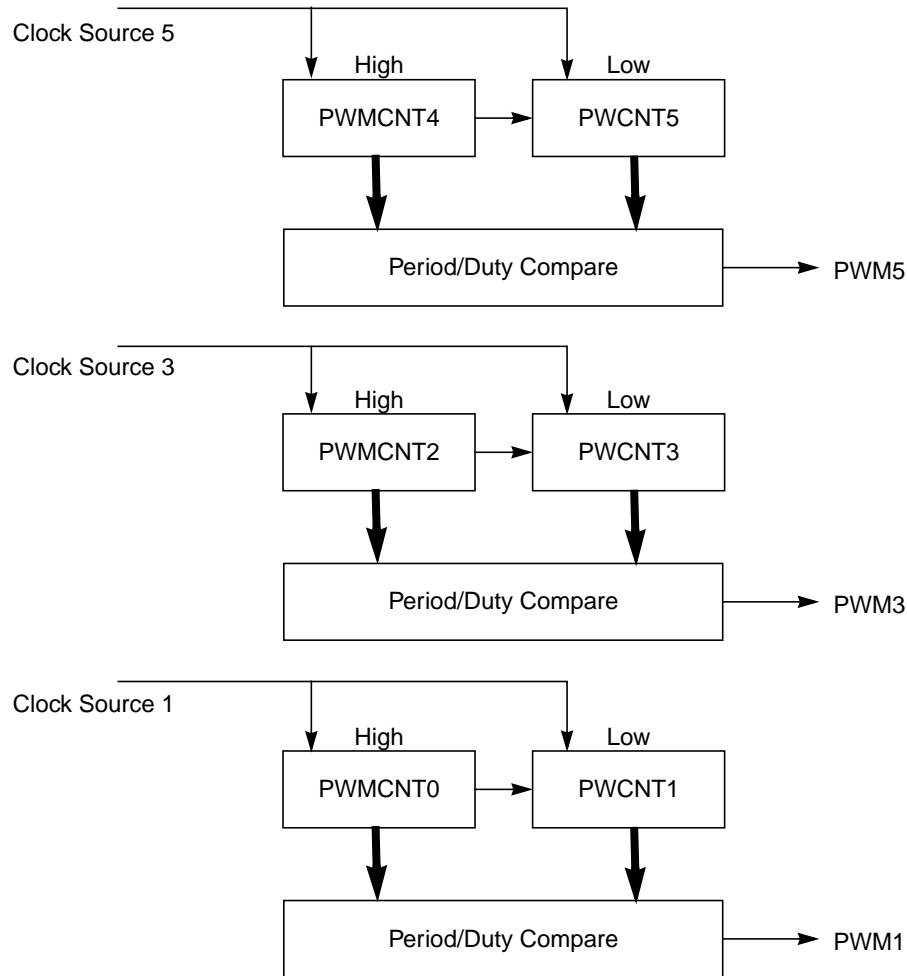 Clock Source 5
High
Low
PWMCNT4
PWCNT5
Period/Duty Compare
PWM5
Clock Source 3
High
Low
PWMCNT2
PWCNT3
Period/Duty Compare
PWM3
Clock Source 1
High
Low
PWMCNT0
PWCNT1
Period/Duty Compare
PWM1